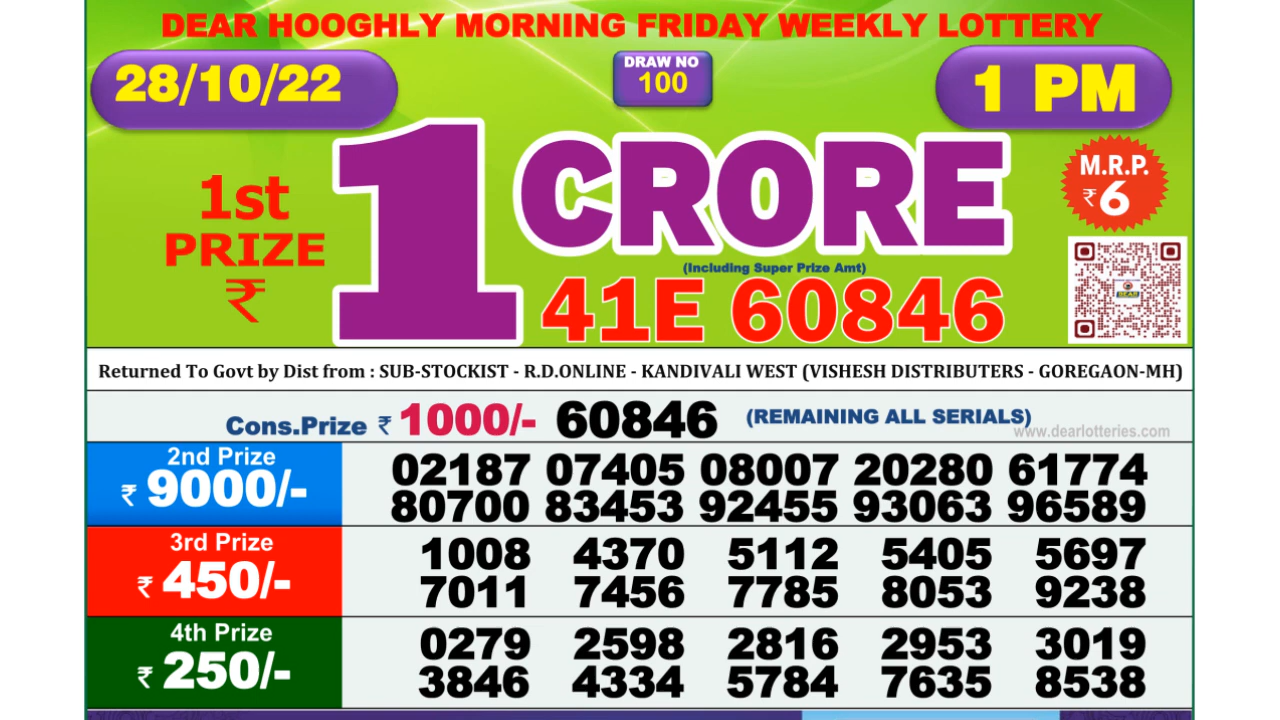 DEAR HOOGHLY MORNING FRIDAY WEEKLY LOTTERY
28/10/22
DRAW NO
100
1 PM
1st
PRIZE
₹
1 CRORE
(Including Super Prize Amt)
41E 60846
M.R.P.
₹ 6
DEAR
Returned To Govt by Dist from : SUB-STOCKIST - R.D.ONLINE - KANDIVALI WEST (VISHESH DISTRIBUTERS - GOREGAON-MH)
Cons.Prize ₹ 1000/- 60846 (REMAINING ALL SERIALS)
www.dearlotteries.com
2nd Prize
₹ 9000/-
02187 07405 08007 20280 61774
80700 83453 92455 93063 96589
3rd Prize
₹ 450/-
1008 4370 5112 5405 5697
7011 7456 7785 8053 9238
4th Prize
₹ 250/-
0279 2598 2816 2953 3019
3846 4334 5784 7635 8538